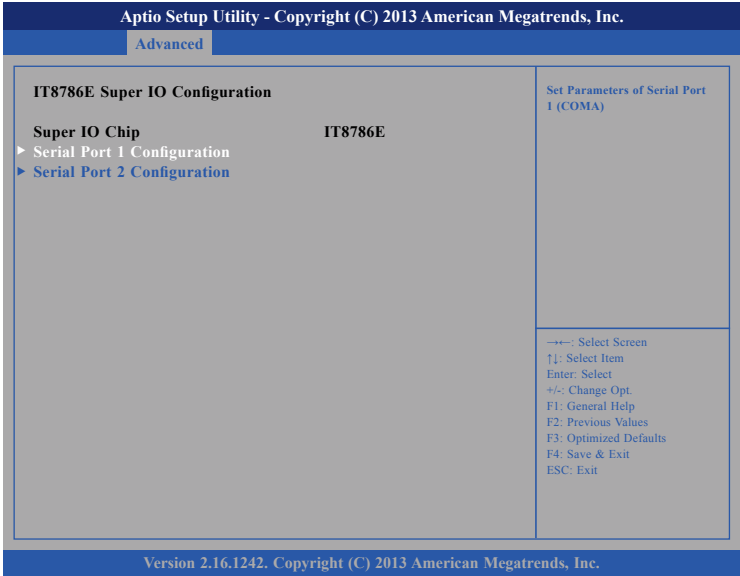 Aptio Setup Utility - Copyright (C) 2013 American Megatrends, Inc.
Advanced
IT8786E Super IO Configuration
Super IO Chip IT8786E
▶ Serial Port 1 Configuration
▶ Serial Port 2 Configuration
Set Parameters of Serial Port
1 (COMA)
→←: Select Screen
↑↓: Select Item
Enter: Select
+/-: Change Opt.
F1: General Help
F2: Previous Values
F3: Optimized Defaults
F4: Save & Exit
ESC: Exit
Version 2.16.1242. Copyright (C) 2013 American Megatrends, Inc.